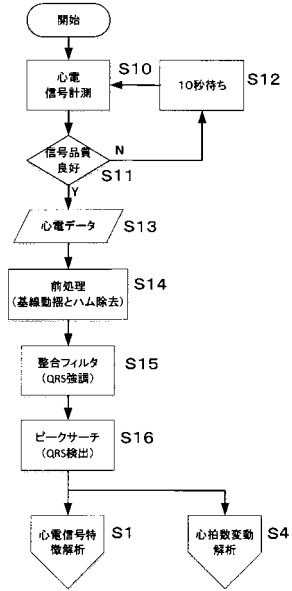 開始
心電
信号計測
S10
10秒待ち
S12
信号品質
良好
N
S11
Y
心電データ
S13
前処理
(基線動揺とハム除去)
S14
整合フィルタ
(QRS強調)
S15
ピークサーチ
(QRS検出)
S16
心電信号特
徴解析
S1
心拍数変動
解析
S4